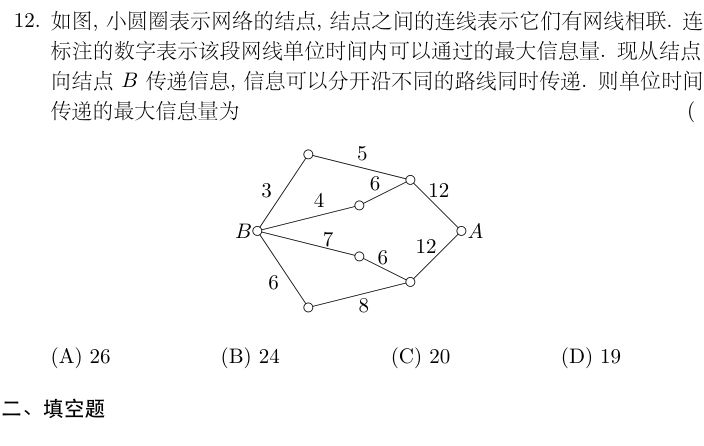 12. 如图, 小圆圈表示网络的结点, 结点之间的连线表示它们有网线相联. 连
标注的数字表示该段网线单位时间内可以通过的最大信息量. 现从结点
向结点 B 传递信息, 信息可以分开沿不同的路线同时传递. 则单位时间
传递的最大信息量为 (
5
3
6
12
4
B
A
7
12
6
6
8
(A) 26 (B) 24 (C) 20 (D) 19
二、填空题